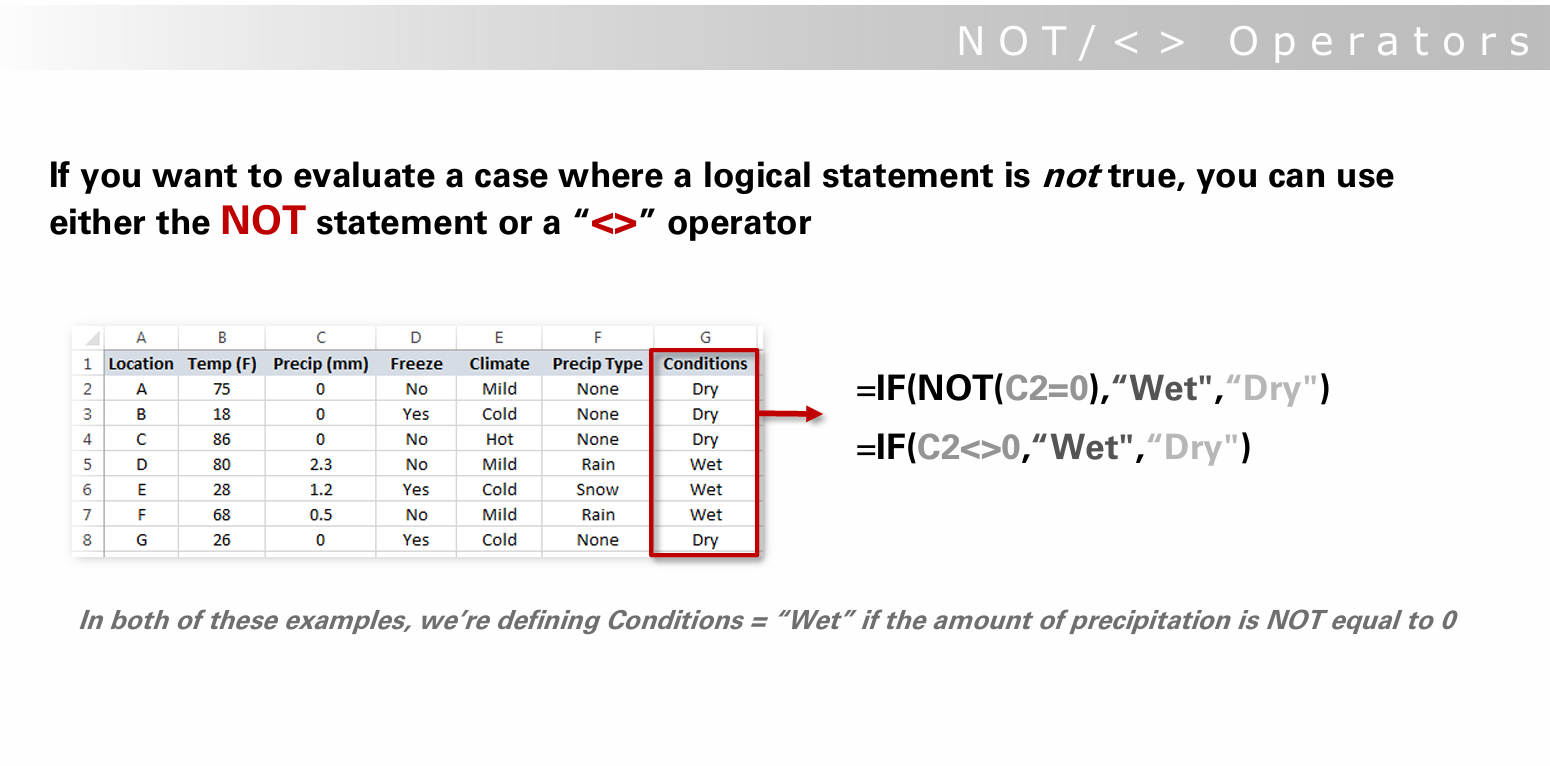 NOT/<> Operators
If you want to evaluate a case where a logical statement is not true, you can use
either the NOT statement or a “<>” operator
A B C D E F G
1 Location Temp (F) Precip (mm) Freeze Climate Precip Type Conditions
2 A 75 0 No Mild None Dry
3 B 18 0 Yes Cold None Dry
4 C 86 0 No Hot None Dry
5 D 80 2.3 No Mild Rain Wet
6 E 28 1.2 Yes Cold Snow Wet
7 F 68 0.5 No Mild Rain Wet
8 G 26 0 Yes Cold None Dry
=IF(NOT(C2=0),“Wet",“Dry")
=IF(C2<>0,“Wet",“Dry")
In both of these examples, we’re defining Conditions = “Wet” if the amount of precipitation is NOT equal to 0